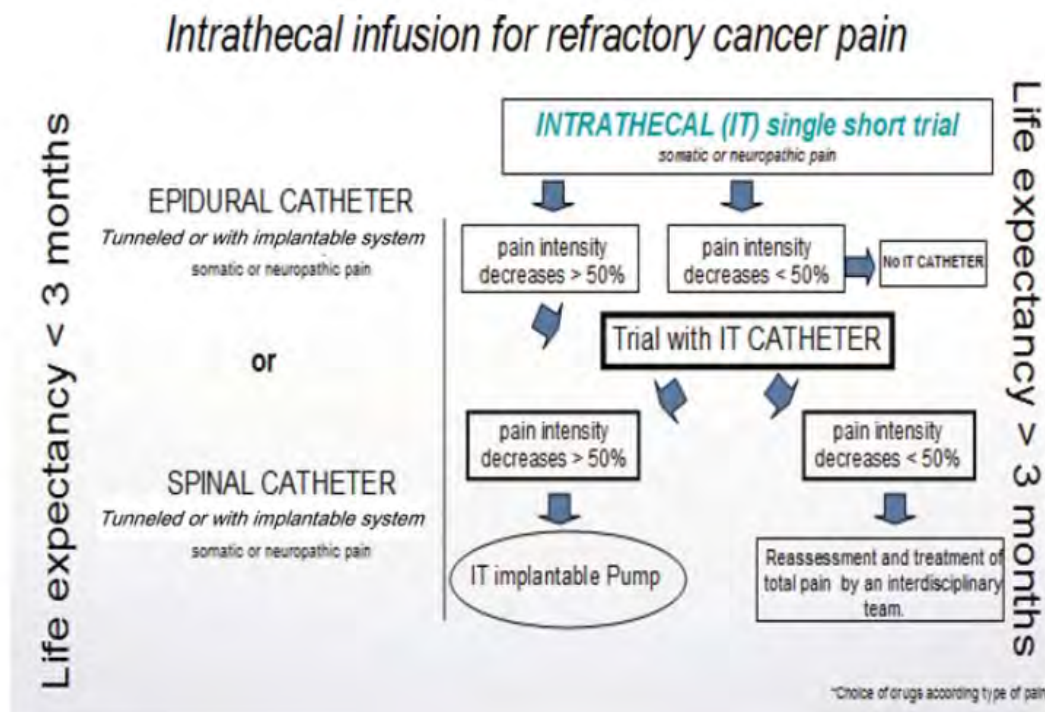 Intrathecal infusion for refractory cancer pain
Life expectancy < 3 months
EPIDURAL CATHETER
Tunneled or with implantable system
somatic or neuropathic pain
or
SPINAL CATHETER
Tunneled or with implantable system
somatic or neuropathic pain
INTRATHECAL (IT) single short trial
somatic or neuropathic pain
pain intensity
decreases > 50%
pain intensity
decreases < 50%
No IT CATHETER
Trial with IT CATHETER
pain intensity
decreases > 50%
pain intensity
decreases < 50%
IT implantable Pump
Reassessment and treatment of
total pain by an interdisciplinary
team.
Life expectancy > 3 months
*Choice of drugs according type of pain